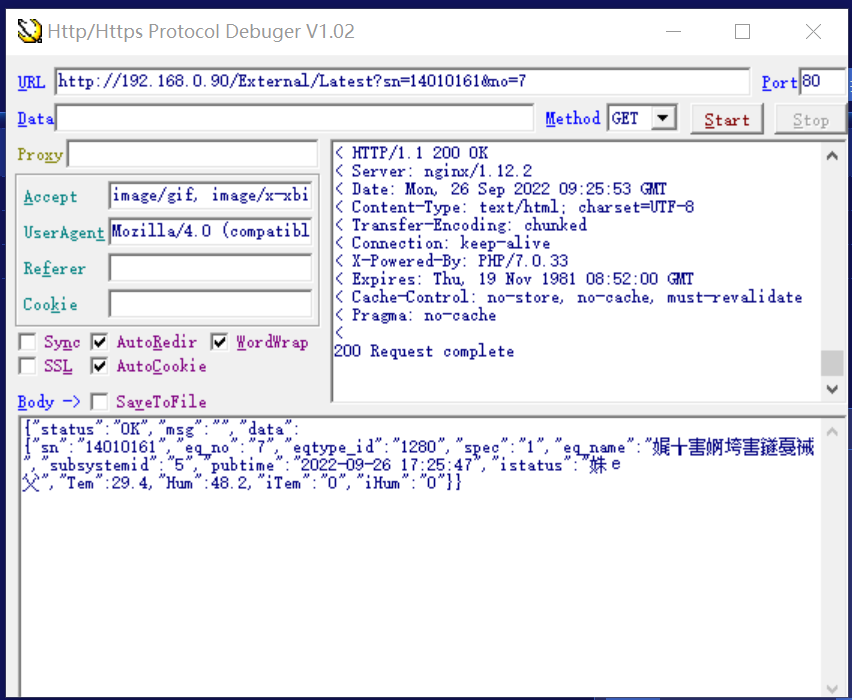 Http/Https Protocol Debuger V1.02
URL http://192.168.0.90/External/Latest?sn=14010161&no=7 Port 80
Data Method GET Start Stop
Proxy
Accept image/gif, image/x-xbi
UserAgent Mozilla/4.0 (compatibl
Referer
Cookie
Sync AutoRedir WordWrap
SSL AutoCookie
Body -> SaveToFile
< HTTP/1.1 200 OK
< Server: nginx/1.12.2
< Date: Mon, 26 Sep 2022 09:25:53 GMT
< Content-Type: text/html; charset=UTF-8
< Transfer-Encoding: chunked
< Connection: keep-alive
< X-Powered-By: PHP/7.0.33
< Expires: Thu, 19 Nov 1981 08:52:00 GMT
< Cache-Control: no-store, no-cache, must-revalidate
< Pragma: no-cache
<
200 Request complete
{"status":"OK","msg":"","data":
{"sn":"14010161","eq_no":"7","eqtype_id":"1280","spec":"1","eq_name":"
","subsystemid":"5","pubtime":"2022-09-26 17:25:47","istatus":"姝e
父","Tem":29.4,"Hum":48.2,"iTem":"0","iHum":"0"}}